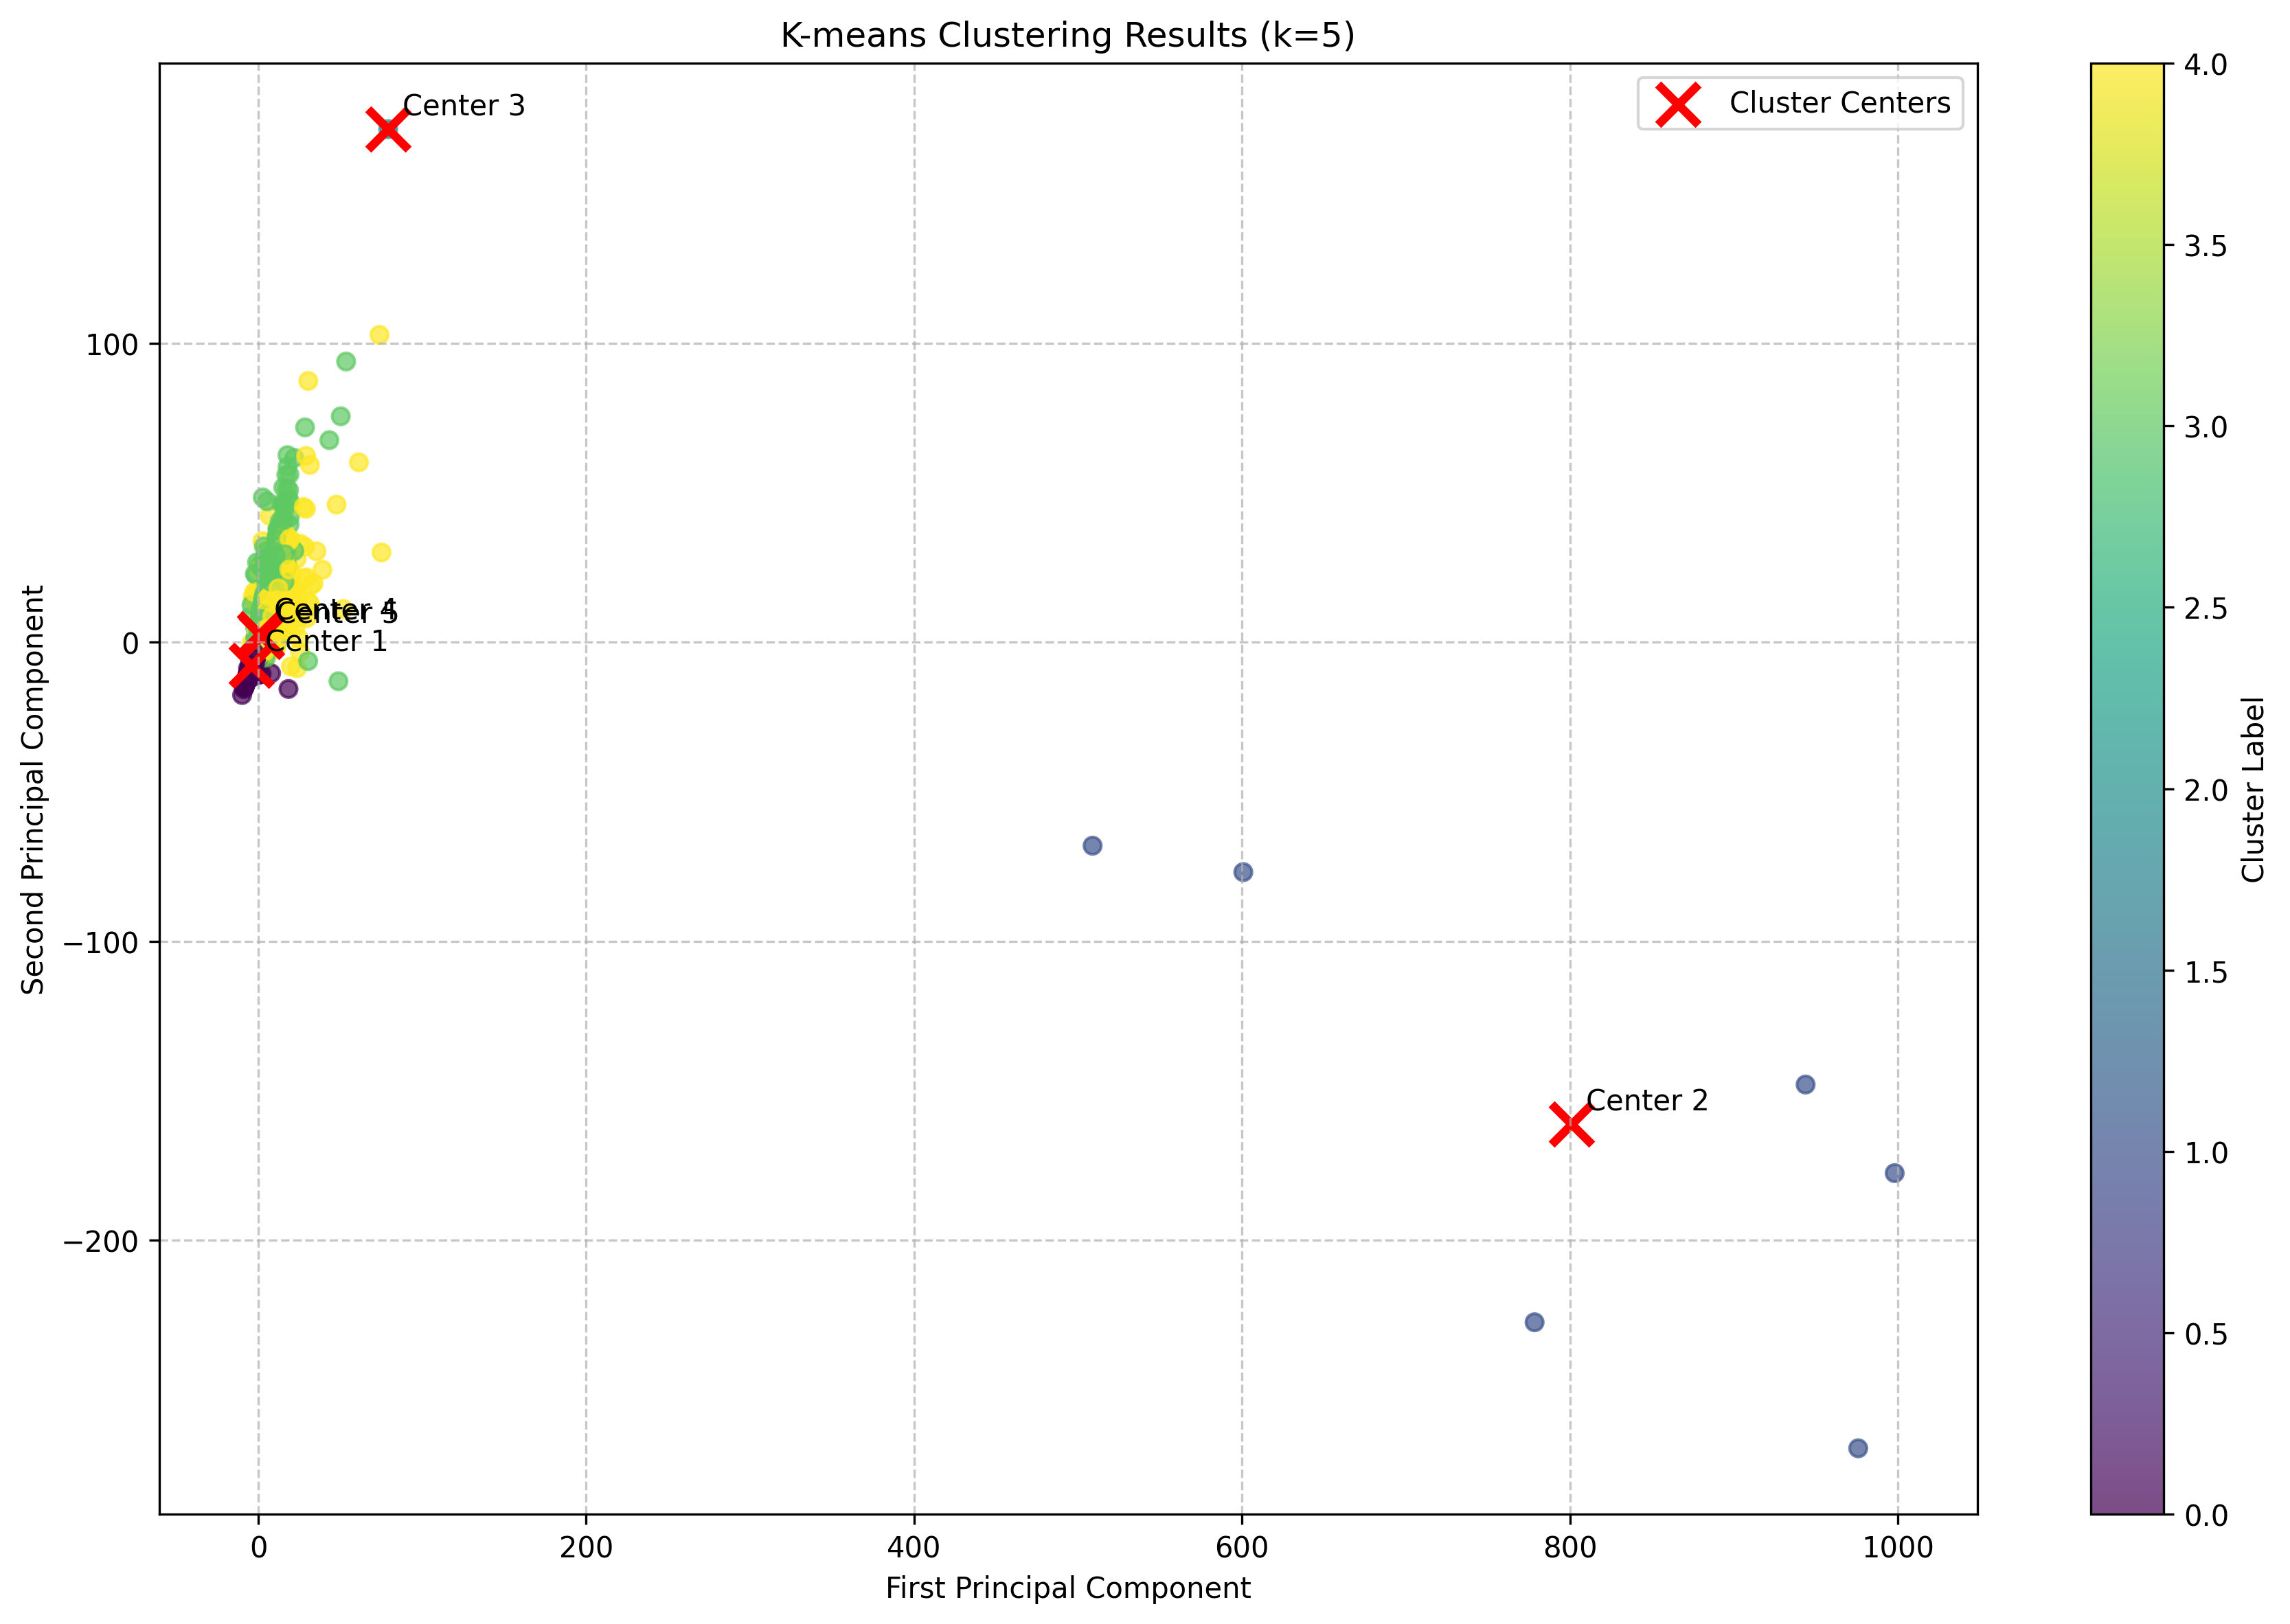 K-means Clustering Results (k=5)
Cluster Centers
Center 3
Center 4
Center 5
Center 1
Center 2
100
0
−100
−200
0
200
400
600
800
1000
First Principal Component
Second Principal Component
4.0
3.5
3.0
2.5
2.0
1.5
1.0
0.5
0.0
Cluster Label